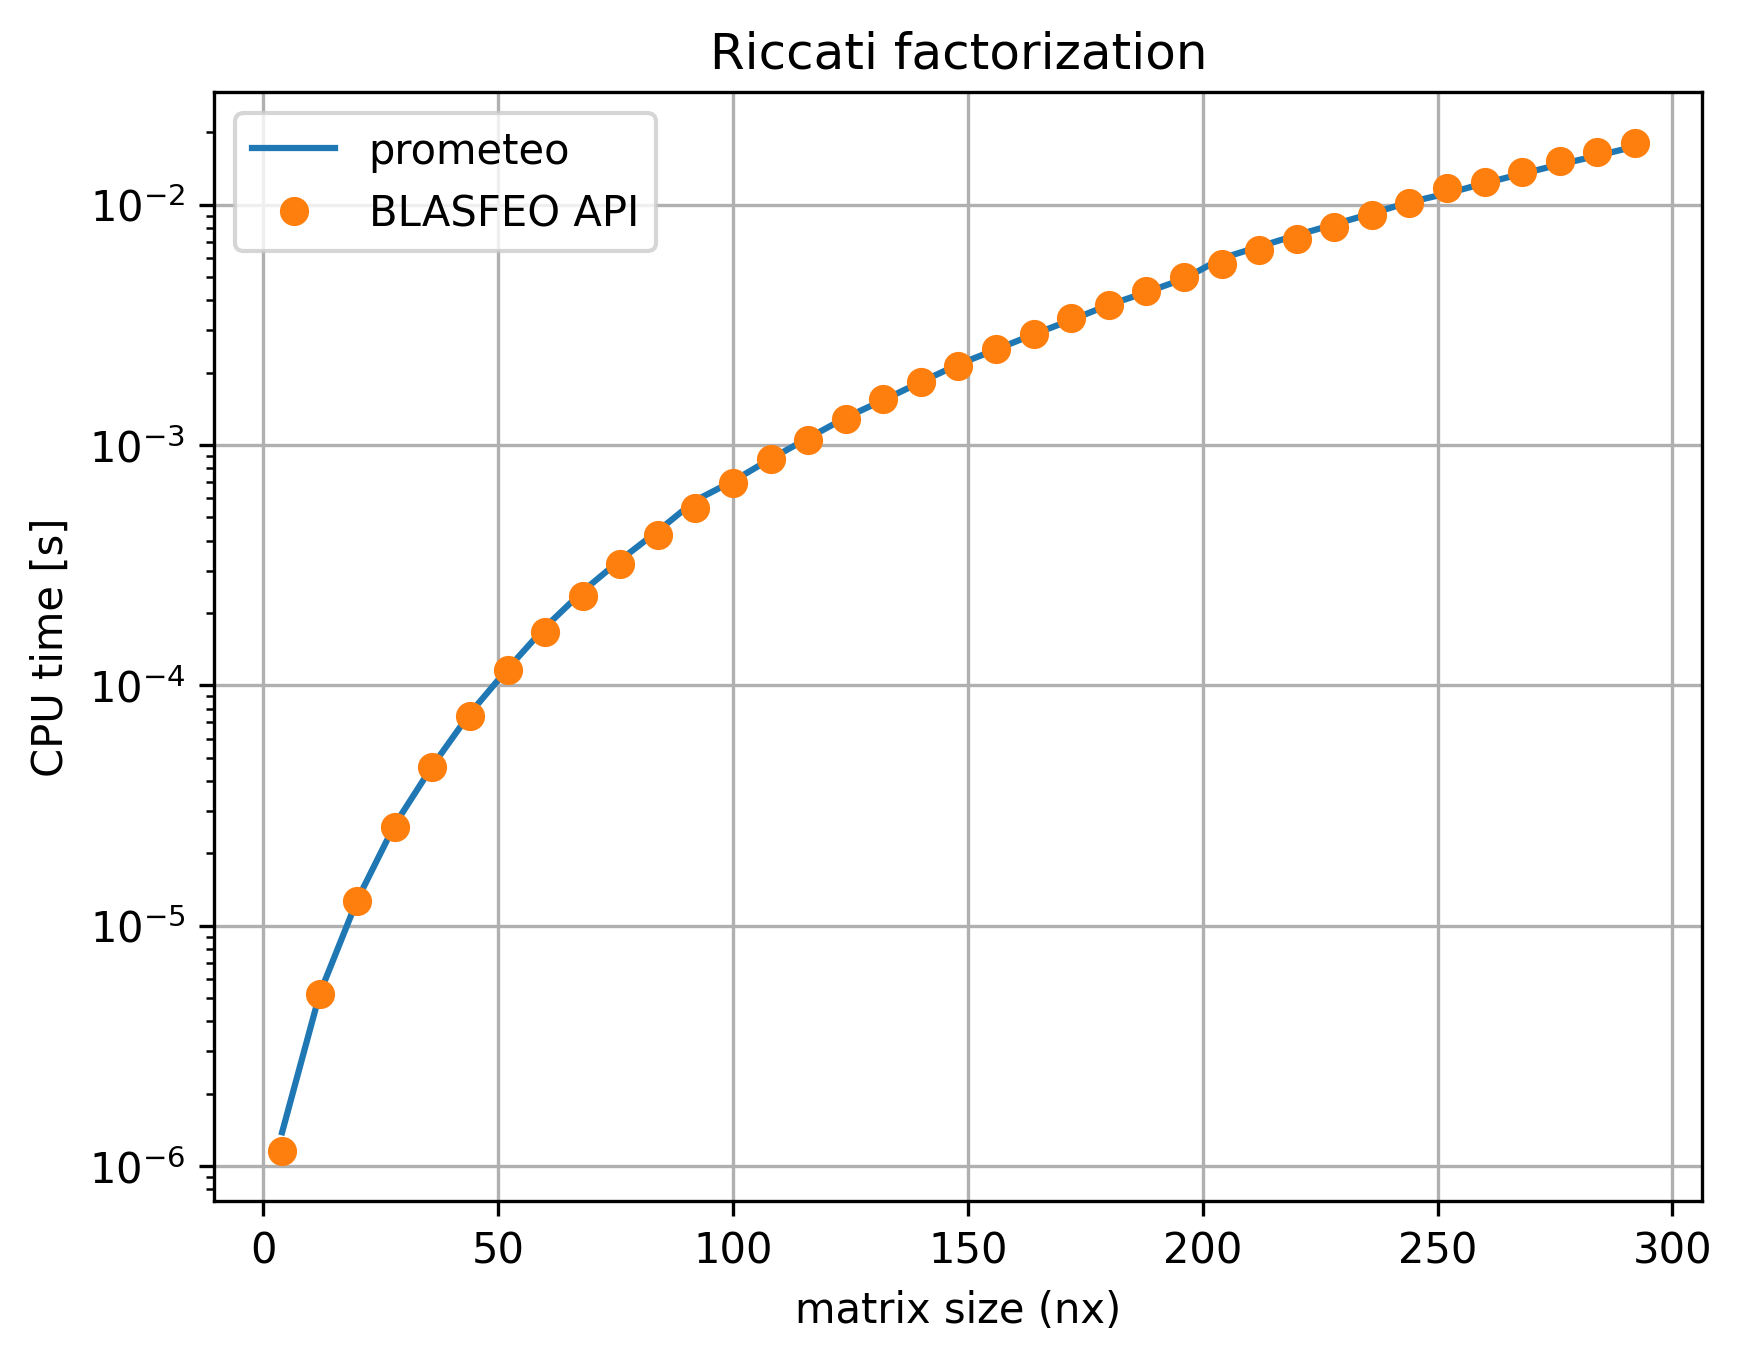 Riccati factorization
prometeo
BLASFEO API
10⁻²
10⁻³
10⁻⁴
10⁻⁵
10⁻⁶
CPU time [s]
0 50 100 150 200 250 300
matrix size (nx)